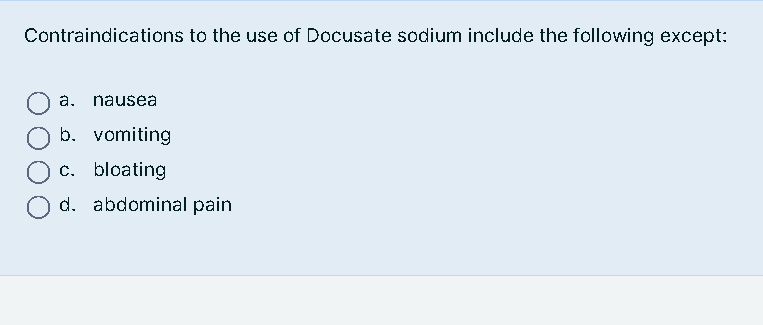 Contraindications to the use of Docusate sodium include the following except:
a. nausea
b. vomiting
c. bloating
d. abdominal pain